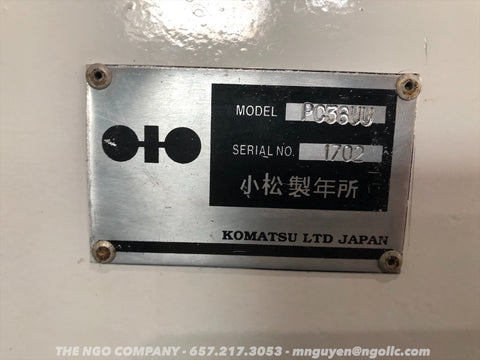 MODEL PC38UU
SERIAL NO. 1702
小松製年所
KOMATSU LTD JAPAN
THE NGO COMPANY - 657.217.3053 - mnguyen@ngollc.com